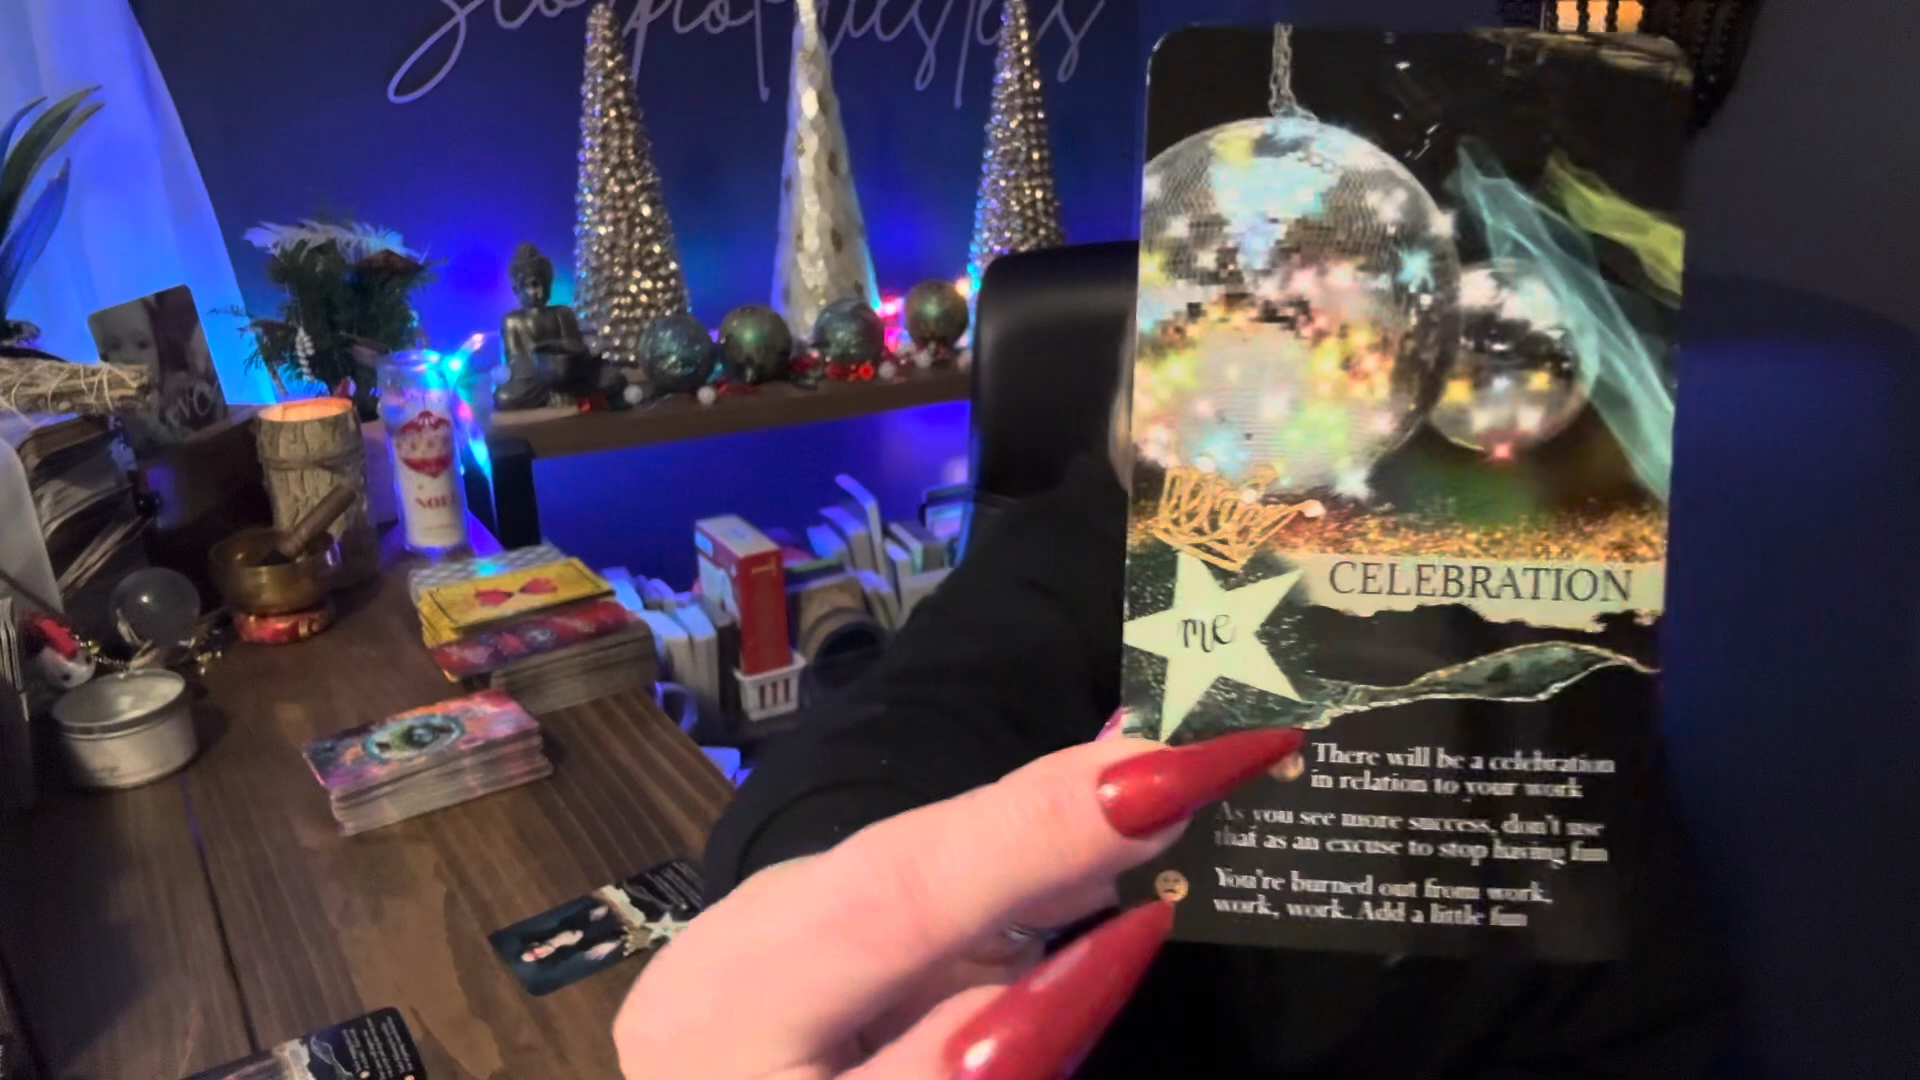 CELEBRATION
me
There will be a celebration
in relation to your work
As you see more success, don't use
that as an excuse to stop having fun
You're burned out from work,
work, work. Add a little fun
NOEL